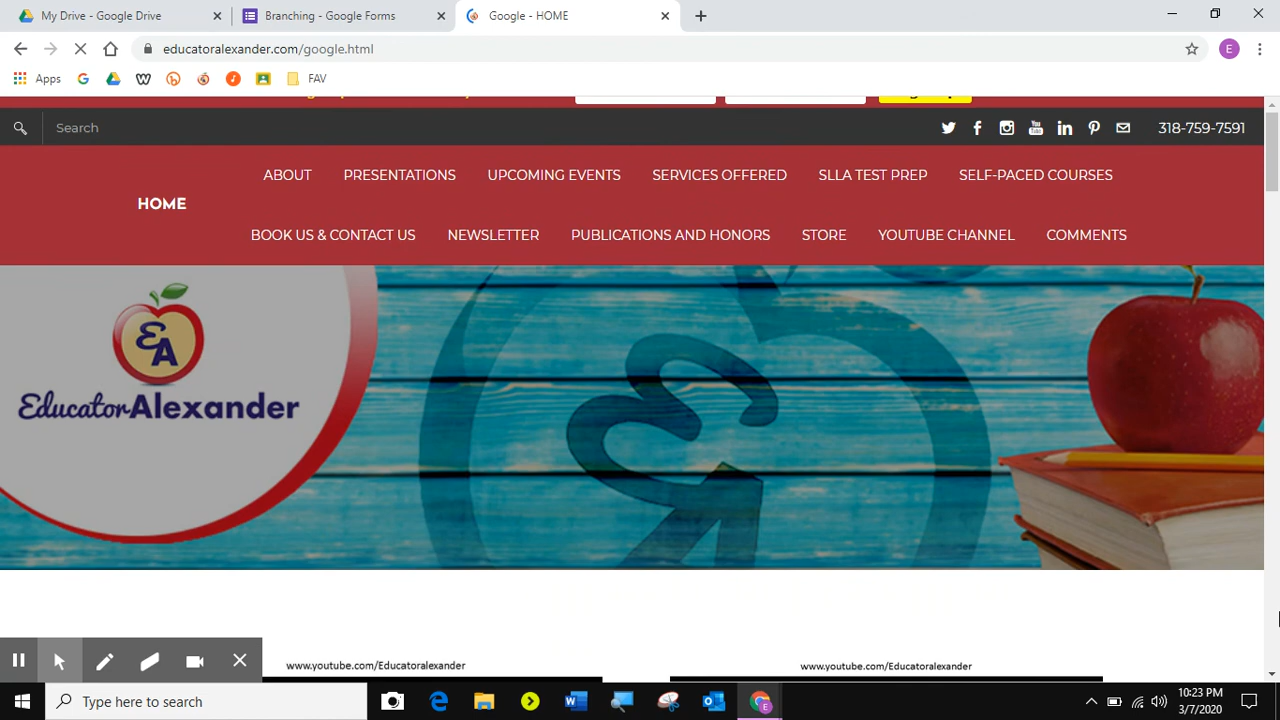 My Drive - Google Drive
Branching - Google Forms
Google - HOME
educatoralexander.com/google.html
E
Apps
FAV
Search
318-759-7591
ABOUT PRESENTATIONS UPCOMING EVENTS SERVICES OFFERED SLLA TEST PREP SELF-PACED COURSES
HOME
BOOK US & CONTACT US NEWSLETTER PUBLICATIONS AND HONORS STORE YOUTUBE CHANNEL COMMENTS
EA
EducatorAlexander
www.youtube.com/Educatoralexander www.youtube.com/Educatoralexander
Type here to search
10:23 PM
3/7/2020